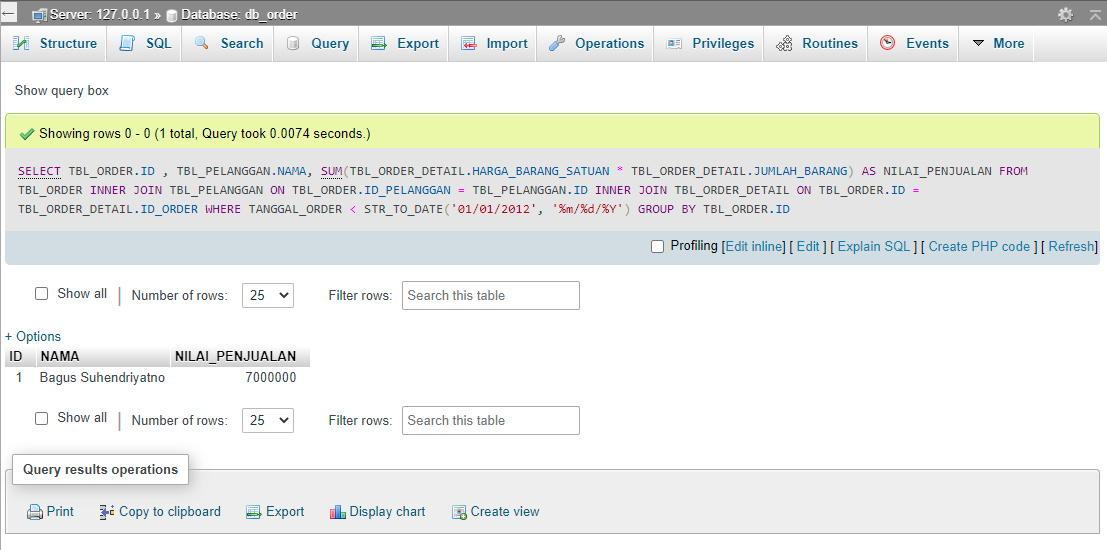 ← Server: 127.0.0.1 » Database: db_order
Structure SQL Search Query Export Import Operations Privileges Routines Events More
Show query box
Showing rows 0 - 0 (1 total, Query took 0.0074 seconds.)
SELECT TBL_ORDER.ID , TBL_PELANGGAN.NAMA, SUM(TBL_ORDER_DETAIL.HARGA_BARANG_SATUAN * TBL_ORDER_DETAIL.JUMLAH_BARANG) AS NILAI_PENJUALAN FROM
TBL_ORDER INNER JOIN TBL_PELANGGAN ON TBL_ORDER.ID_PELANGGAN = TBL_PELANGGAN.ID INNER JOIN TBL_ORDER_DETAIL ON TBL_ORDER.ID =
TBL_ORDER_DETAIL.ID_ORDER WHERE TANGGAL_ORDER < STR_TO_DATE('01/01/2012', '%m/%d/%Y') GROUP BY TBL_ORDER.ID
Profiling [Edit inline] [ Edit ] [ Explain SQL ] [ Create PHP code ] [ Refresh]
Show all | Number of rows: 25 Filter rows: Search this table
+ Options
ID NAMA NILAI_PENJUALAN
1 Bagus Suhendriyatno 7000000
Show all | Number of rows: 25 Filter rows: Search this table
Query results operations
Print Copy to clipboard Export Display chart Create view